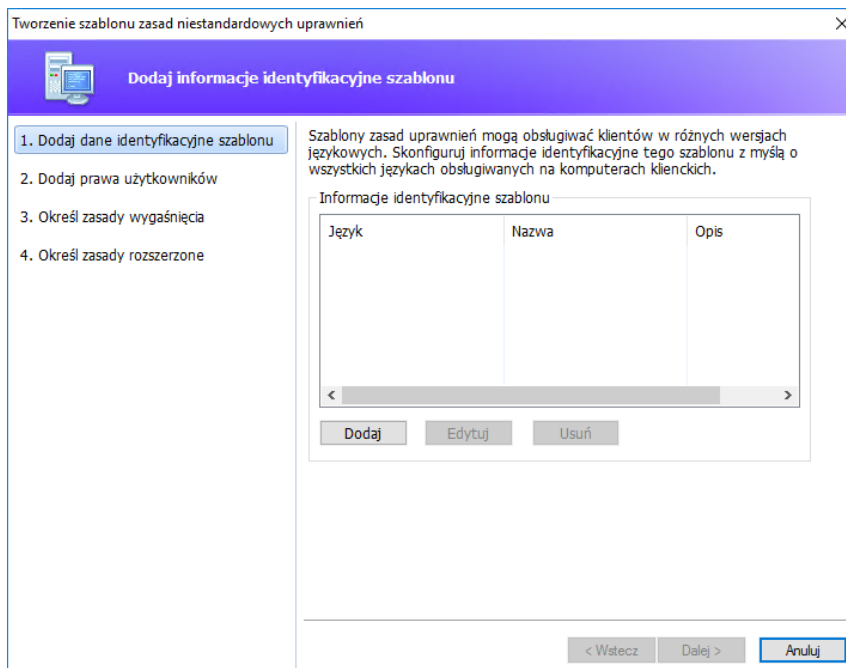 Tworzenie szablonu zasad niestandardowych uprawnień
Dodaj informacje identyfikacyjne szablonu
1. Dodaj dane identyfikacyjne szablonu
2. Dodaj prawa użytkowników
3. Określ zasady wygaśnięcia
4. Określ zasady rozszerzone
Szablony zasad uprawnień mogą obsługiwać klientów w różnych wersjach
językowych. Skonfiguruj informacje identyfikacyjne tego szablonu z myślą o
wszystkich językach obsługiwanych na komputerach klienckich.
Informacje identyfikacyjne szablonu
Język Nazwa Opis
Dodaj Edytuj Usuń
< Wstecz Dalej > Anuluj